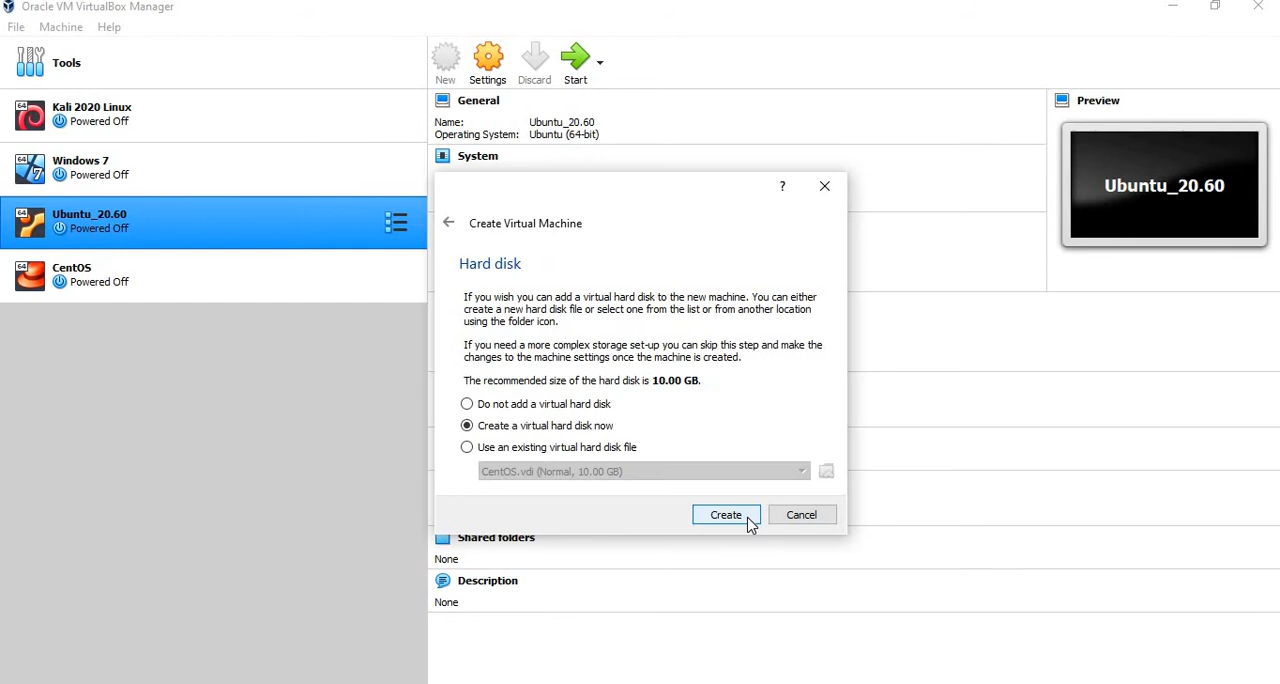 Oracle VM VirtualBox Manager
File Machine Help
Tools
New Settings Discard Start
64 Kali 2020 Linux
Powered Off
64 Windows 7
Powered Off
64 Ubuntu_20.60
Powered Off
64 CentOS
Powered Off
General
Name: Ubuntu_20.60
Operating System: Ubuntu (64-bit)
System
Preview
Ubuntu_20.60
?
Create Virtual Machine
Hard disk
If you wish you can add a virtual hard disk to the new machine. You can either
create a new hard disk file or select one from the list or from another location
using the folder icon.
If you need a more complex storage set-up you can skip this step and make the
changes to the machine settings once the machine is created.
The recommended size of the hard disk is 10.00 GB.
Do not add a virtual hard disk
Create a virtual hard disk now
Use an existing virtual hard disk file
CentOS.vdi (Normal, 10.00 GB)
Create Cancel
Shared folders
None
Description
None